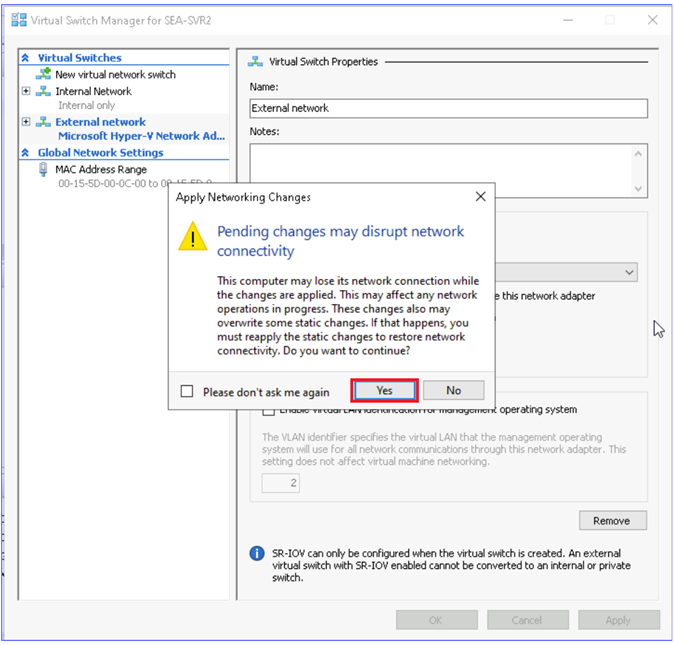 Virtual Switch Manager for SEA-SVR2
Virtual Switches
New virtual network switch
Internal Network
Internal only
External network
Microsoft Hyper-V Network Ad...
Global Network Settings
MAC Address Range
00-15-5D-00-0C-00 to
Virtual Switch Properties
Name:
External network
Notes:
this network adapter
Apply Networking Changes
Pending changes may disrupt network
connectivity
This computer may lose its network connection while
the changes are applied. This may affect any network
operations in progress. These changes also may
overwrite some static changes. If that happens, you
must reapply the static changes to restore network
connectivity. Do you want to continue?
Please don't ask me again
Yes
No
Enable virtual LAN identification for management operating system
The VLAN identifier specifies the virtual LAN that the management operating
system will use for all network communications through this network adapter. This
setting does not affect virtual machine networking.
2
Remove
SR-IOV can only be configured when the virtual switch is created. An external
virtual switch with SR-IOV enabled cannot be converted to an internal or private
switch.
OK
Cancel
Apply